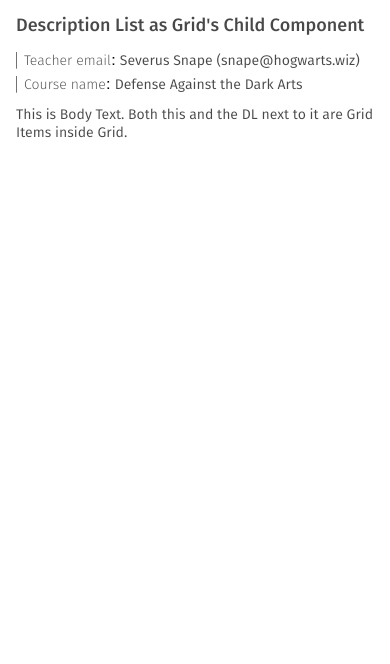 Description List as Grid's Child Component
Teacher email: Severus Snape (snape@hogwarts.wiz)
Course name: Defense Against the Dark Arts
This is Body Text. Both this and the DL next to it are Grid
Items inside Grid.